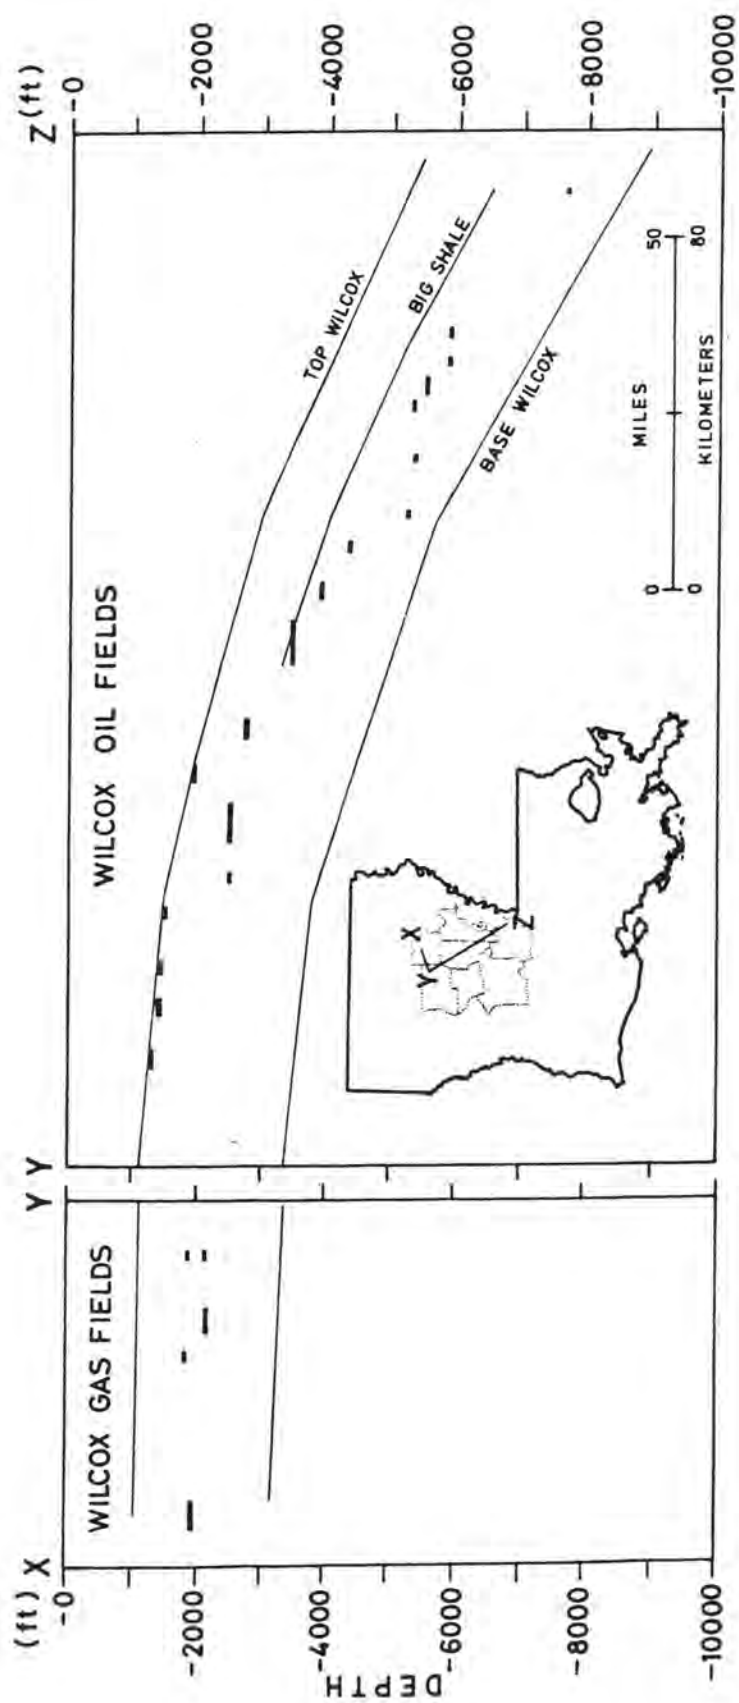 (ft) X
-0
-2000
-4000
-6000
-8000
-10000
DEPTH
WILCOX GAS FIELDS
Y Y
WILCOX OIL FIELDS
TOP WILCOX
BIG SHALE
BASE WILCOX
X
Y
Z
0 50
MILES
KILOMETERS
0 80
Z (ft)
-0
-2000
-4000
-6000
-8000
-10000